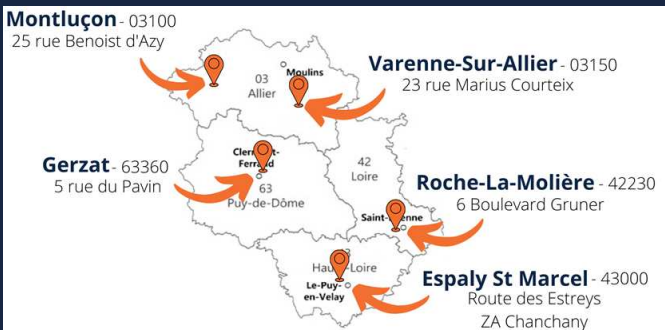 Montluçon - 03100
25 rue Benoist d'Azy
Varenne-Sur-Allier - 03150
23 rue Marius Courteix
03
Allier
Moulins
Gerzat - 63360
5 rue du Pavin
63
Puy-de-Dôme
42
Loire
Roche-La-Molière - 42230
6 Boulevard Gruner
Espaly St Marcel - 43000
Route des Estreys
ZA Chanchany
Le-Puy-
en-Velay